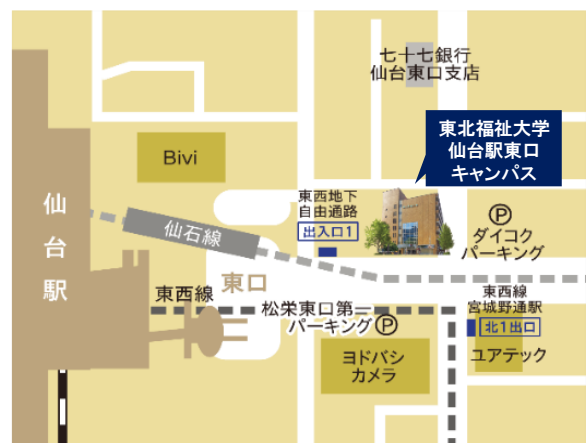 七十七銀行
仙台東口支店
東北福祉大学
仙台駅東口
キャンパス
Bivi
仙台駅
東西地下
自由通路
出入口1
仙石線
P
ダイコク
パーキング
東口
東西線
東西線
宮城野通駅
北1出口
松栄東口第一
パーキング P
ヨドバシ
カメラ
ユアテック